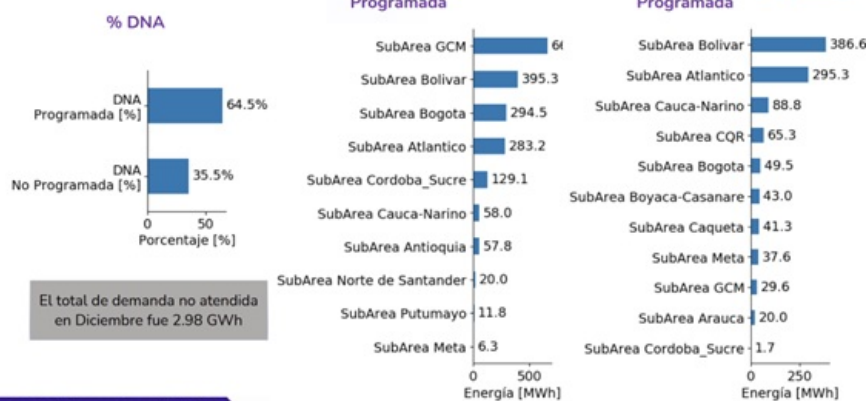 % DNA
DNA
Programada [%]
64.5%
DNA
No Programada [%]
35.5%
0
50
Porcentaje [%]
El total de demanda no atendida
en Diciembre fue 2.98 GWh
Programada
SubArea GCM
SubArea Bolivar 395.3
SubArea Bogota 294.5
SubArea Atlantico 283.2
SubArea Cordoba_Sucre 129.1
SubArea Cauca-Narino 58.0
SubArea Antioquia 57.8
SubArea Norte de Santander 20.0
SubArea Putumayo 11.8
SubArea Meta 6.3
0 500
Energía [MWh]
Programada
SubArea Bolivar 386.6
SubArea Atlantico 295.3
SubArea Cauca-Narino 88.8
SubArea CQR 65.3
SubArea Bogota 49.5
SubArea Boyaca-Casanare 43.0
SubArea Caqueta 41.3
SubArea Meta 37.6
SubArea GCM 29.6
SubArea Arauca 20.0
SubArea Cordoba_Sucre 1.7
0 250
Energía [MWh]